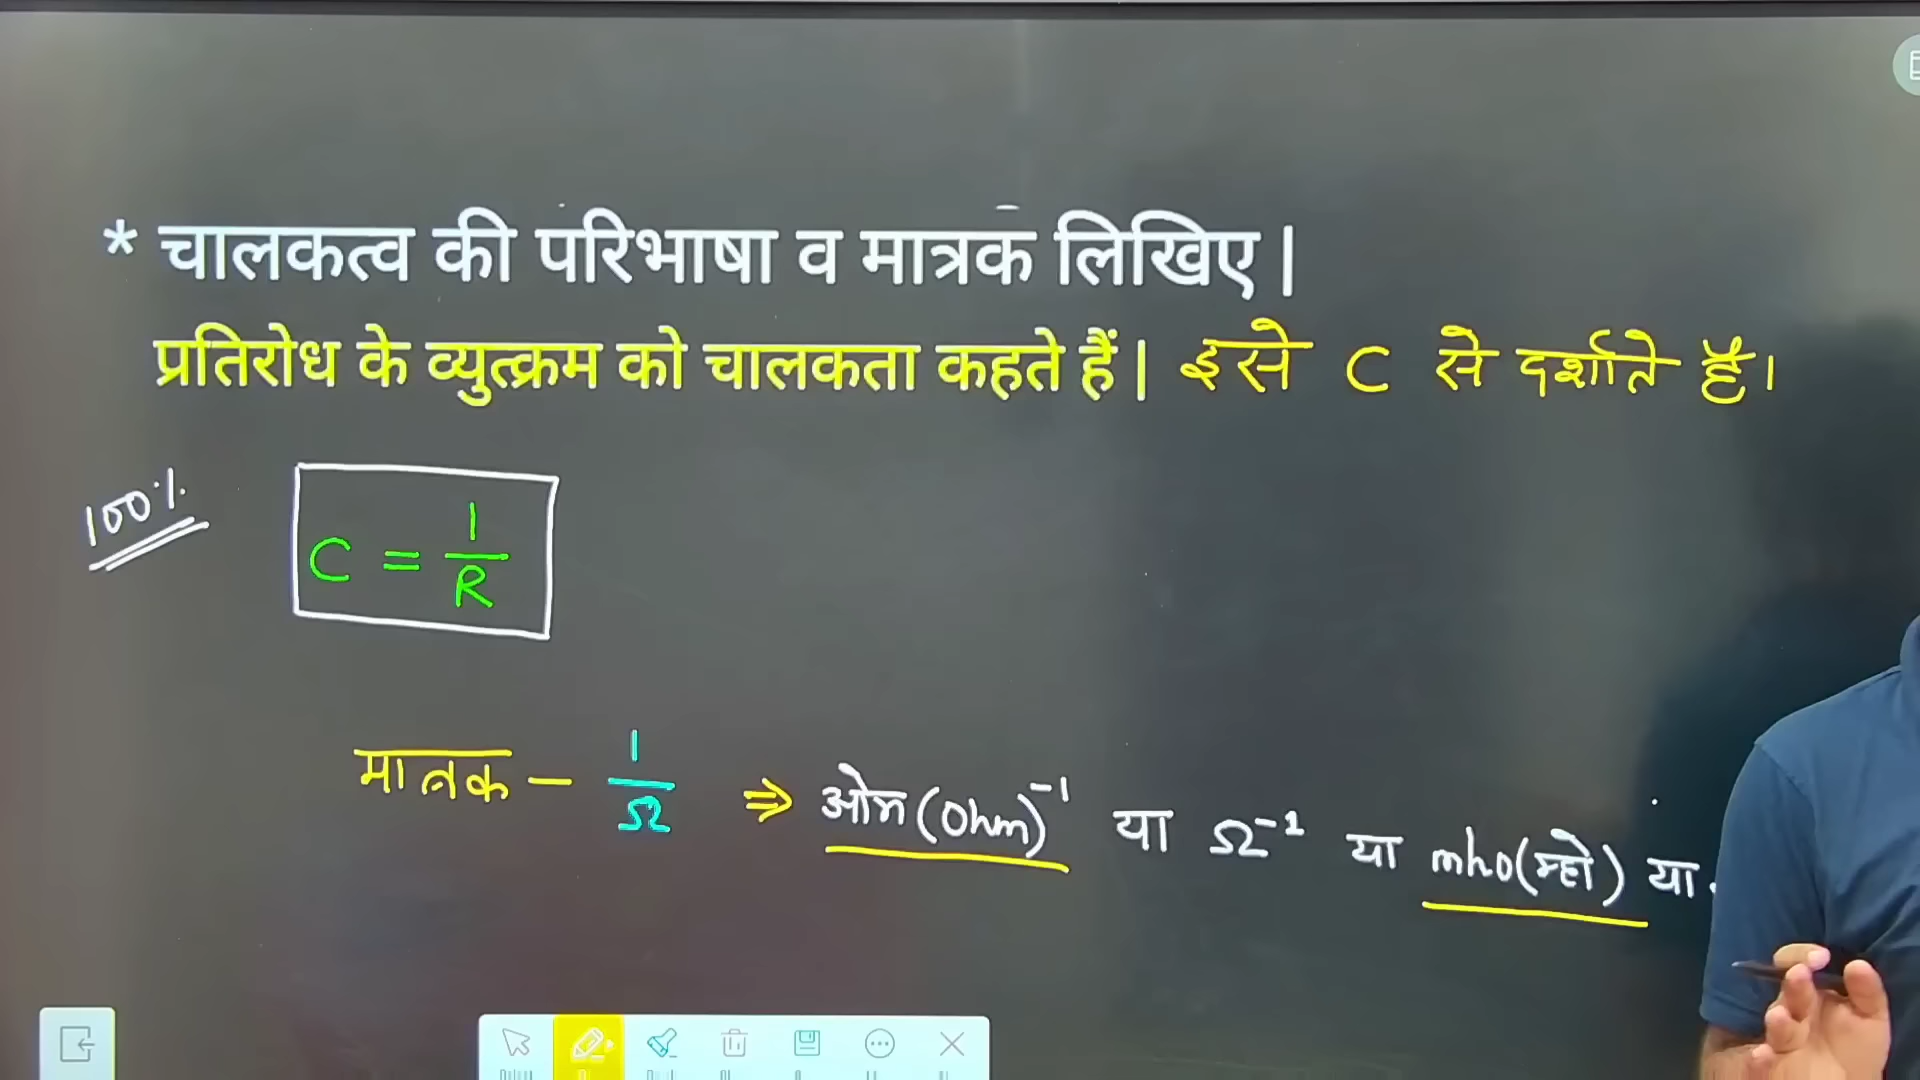 * चालकत्व की परिभाषा व मात्रक लिखिए |
प्रतिरोध के व्युत्क्रम को चालकता कहते हैं | इसे C से दर्शाते हैं।
100%
C = 1/R
मात्रक – 1/Ω ⇒ ओम (Ohm)⁻¹ या Ω⁻¹ या mho(म्हो) या